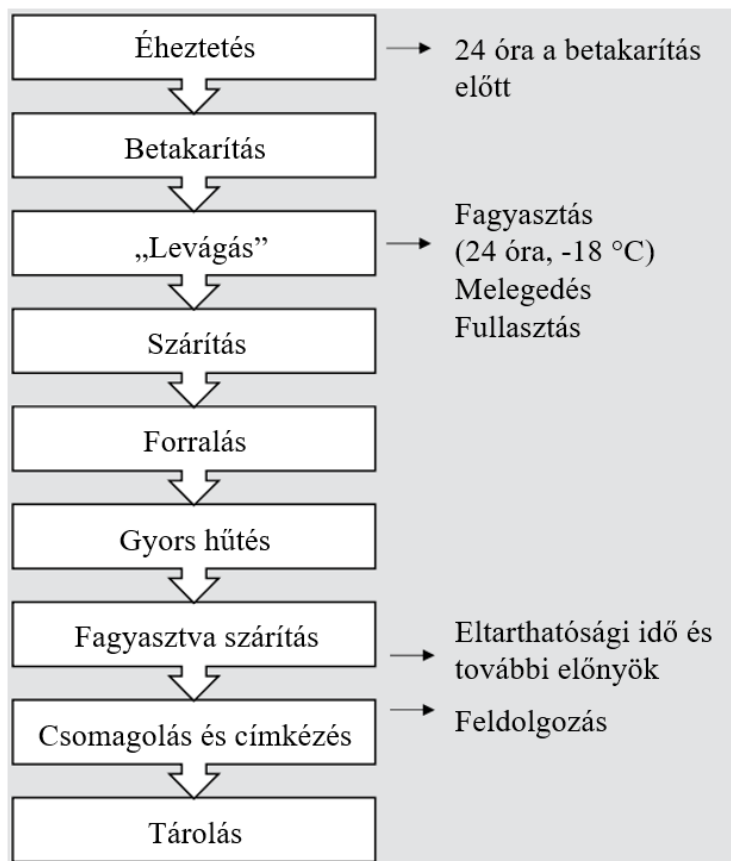 Éheztetés
24 óra a betakarítás
előtt
Betakarítás
„Levágás”
Fagyasztás
(24 óra, -18 °C)
Melegedés
Fullasztás
Szárítás
Forralás
Gyors hűtés
Fagyasztva szárítás
Eltarthatósági idő és
további előnyök
Csomagolás és címkézés
Feldolgozás
Tárolás